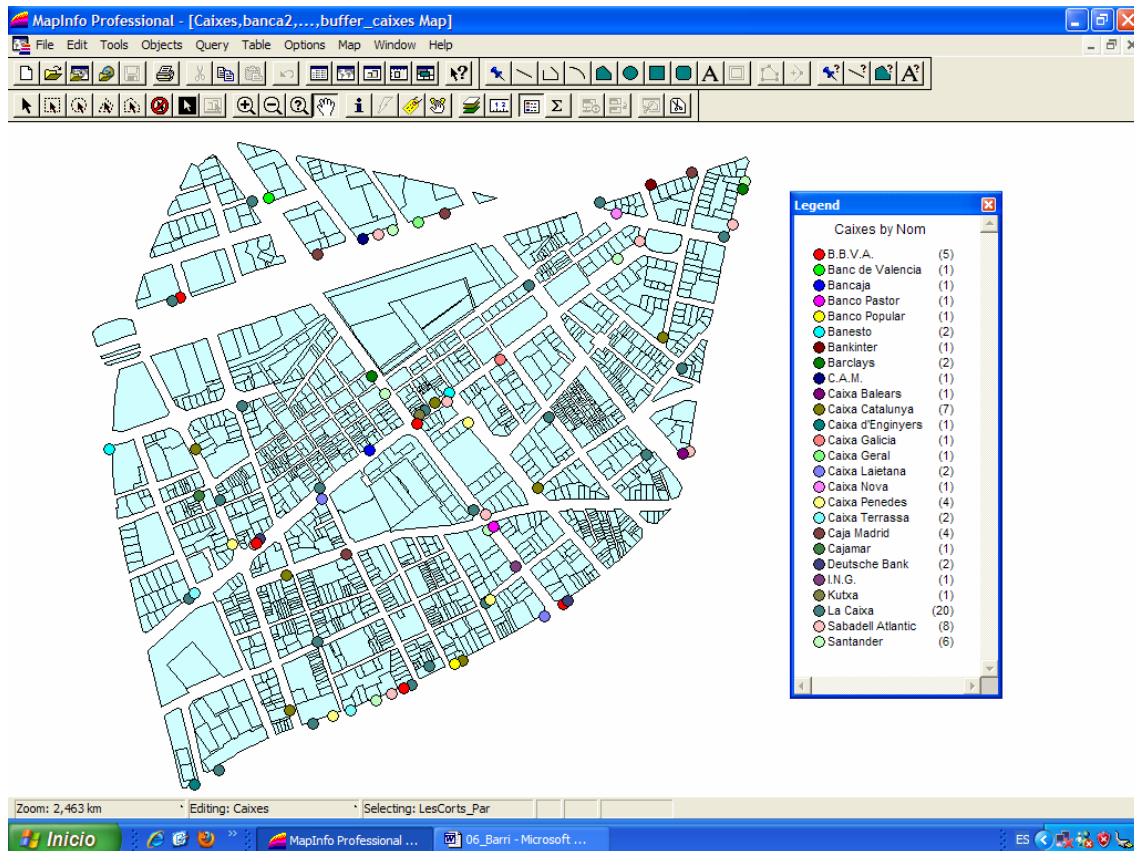 MapInfo Professional - [Caixes,banca2,...,buffer_caixes Map]
File Edit Tools Objects Query Table Options Map Window Help
Legend
Caixes by Nom
B.B.V.A. (5)
Banc de Valencia (1)
Bancaja (1)
Banco Pastor (1)
Banco Popular (1)
Banesto (2)
Bankinter (1)
Barclays (2)
C.A.M. (1)
Caixa Balears (1)
Caixa Catalunya (7)
Caixa d'Enginyers (1)
Caixa Galicia (1)
Caixa Geral (1)
Caixa Laietana (2)
Caixa Nova (1)
Caixa Penedes (4)
Caixa Terrassa (2)
Caja Madrid (4)
Cajamar (1)
Deutsche Bank (2)
I.N.G. (1)
Kutxa (1)
La Caixa (20)
Sabadell Atlantic (8)
Santander (6)
Zoom: 2,463 km Editing: Caixes Selecting: LesCorts_Par
Inicio » MapInfo Professional ... 06_Barri - Microsoft ... ES